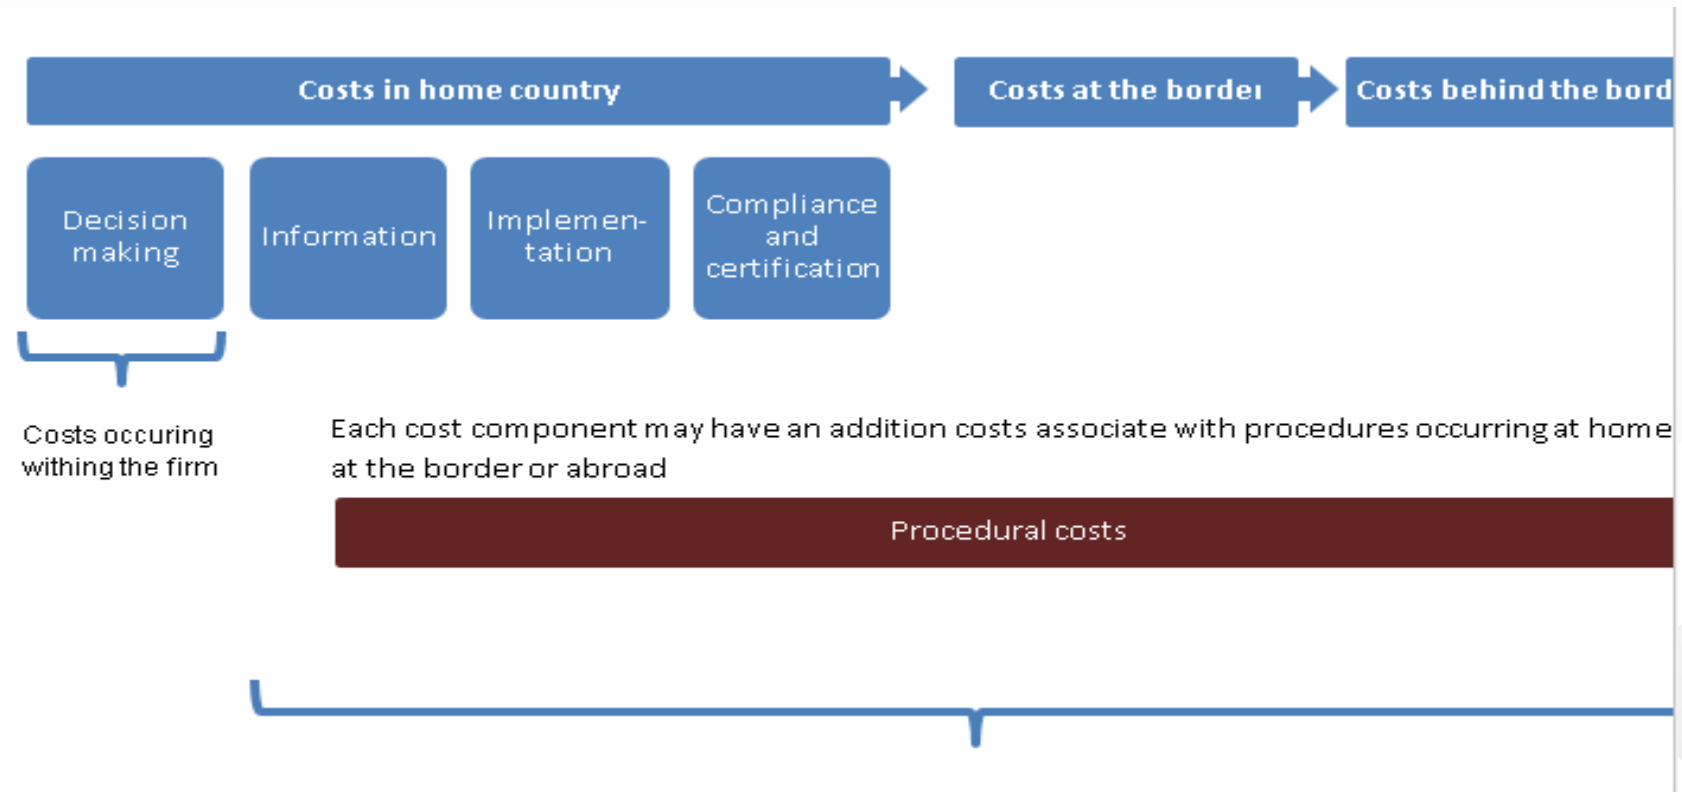 Costs in home country
Costs at the border
Costs behind the bord
Decision
making
Information
Implemen-
tation
Compliance
and
certification
Costs occuring
withing the firm
Each cost component may have an addition costs associate with procedures occurring at home
at the border or abroad
Procedural costs